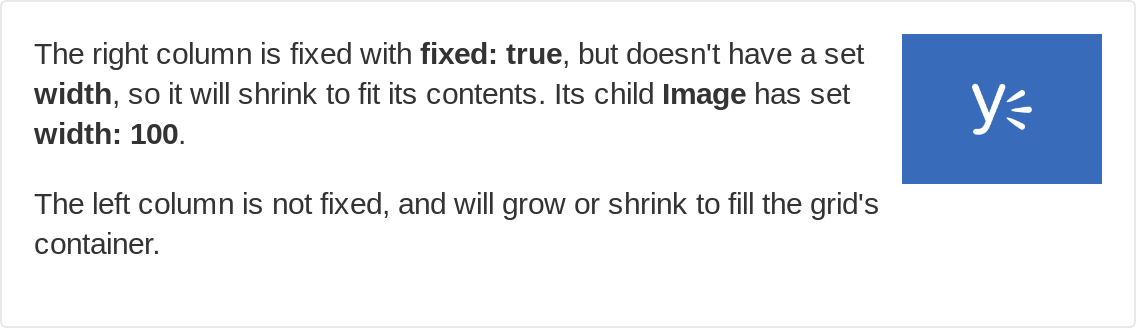 The right column is fixed with fixed: true, but doesn't have a set
width, so it will shrink to fit its contents. Its child Image has set
width: 100.
The left column is not fixed, and will grow or shrink to fill the grid's
container.
y